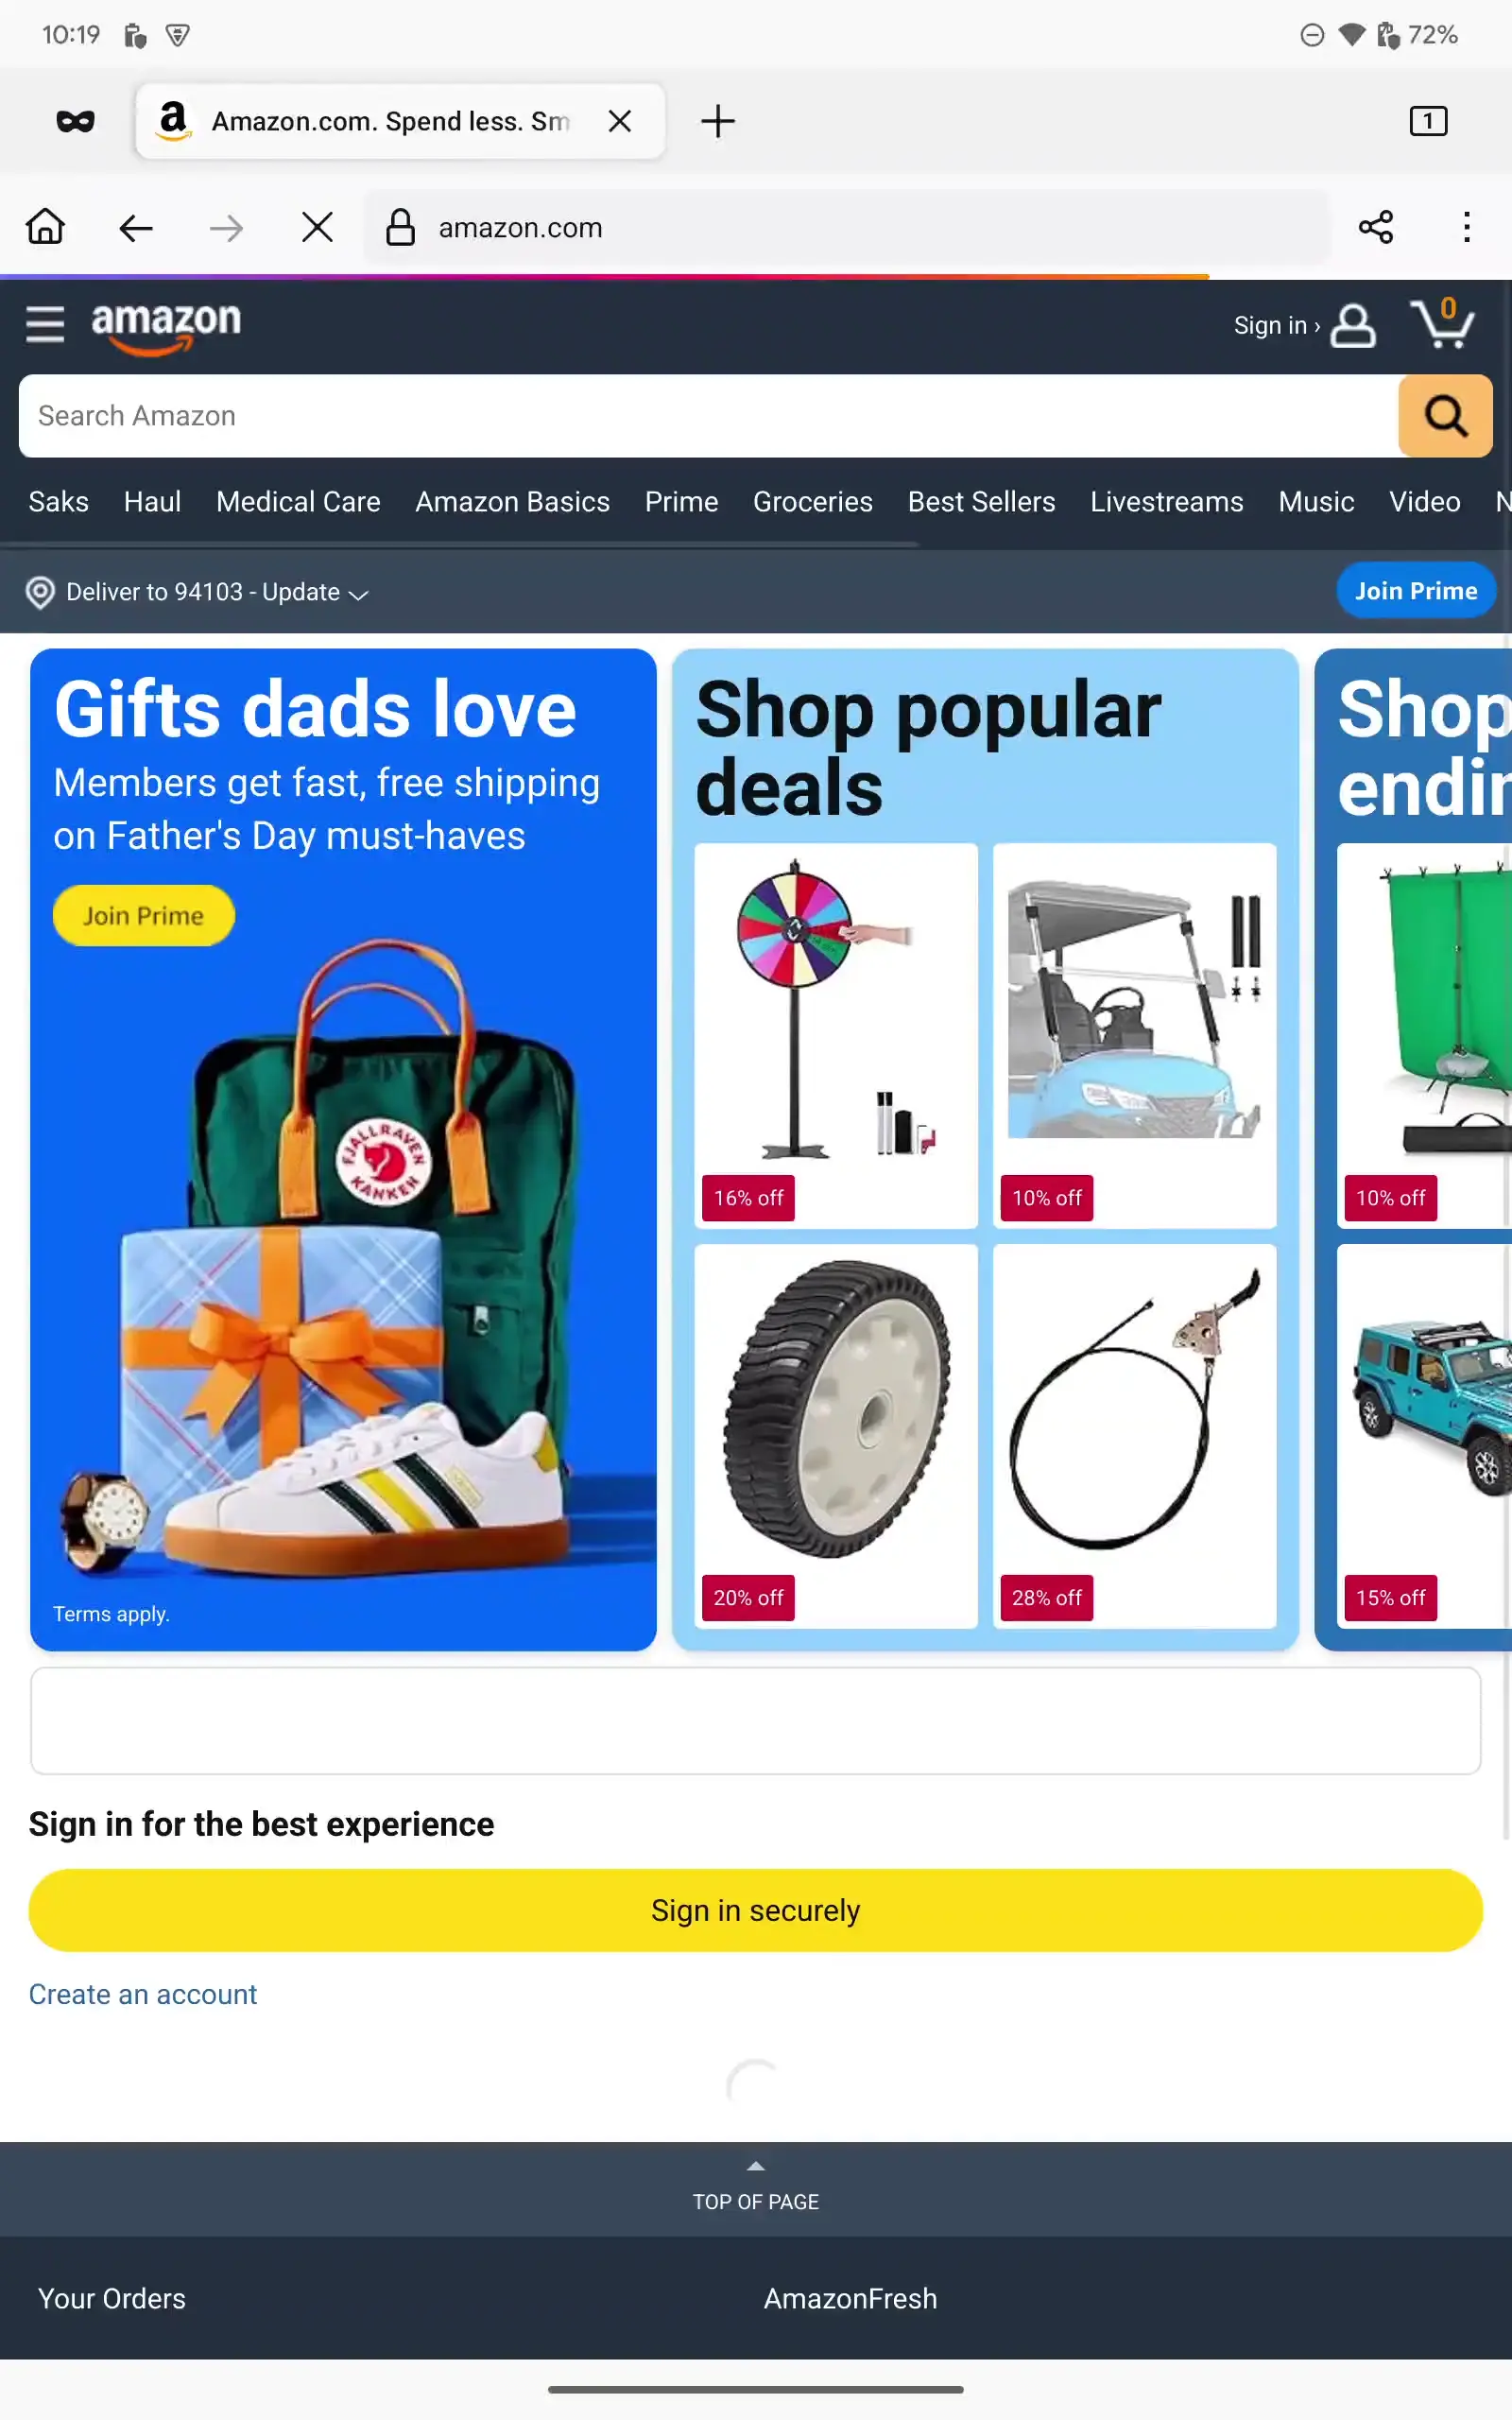 10:19
72%
Amazon.com. Spend less. Sm
1
amazon.com
amazon
Sign in ›
0
Search Amazon
Saks Haul Medical Care Amazon Basics Prime Groceries Best Sellers Livestreams Music Video N
Deliver to 94103 - Update
Join Prime
Gifts dads love
Members get fast, free shipping
on Father's Day must-haves
Join Prime
FJALLRAVEN
KANKEN
Terms apply.
Shop popular
deals
16% off
10% off
20% off
28% off
Shop
endin
10% off
15% off
Sign in for the best experience
Sign in securely
Create an account
TOP OF PAGE
Your Orders
AmazonFresh